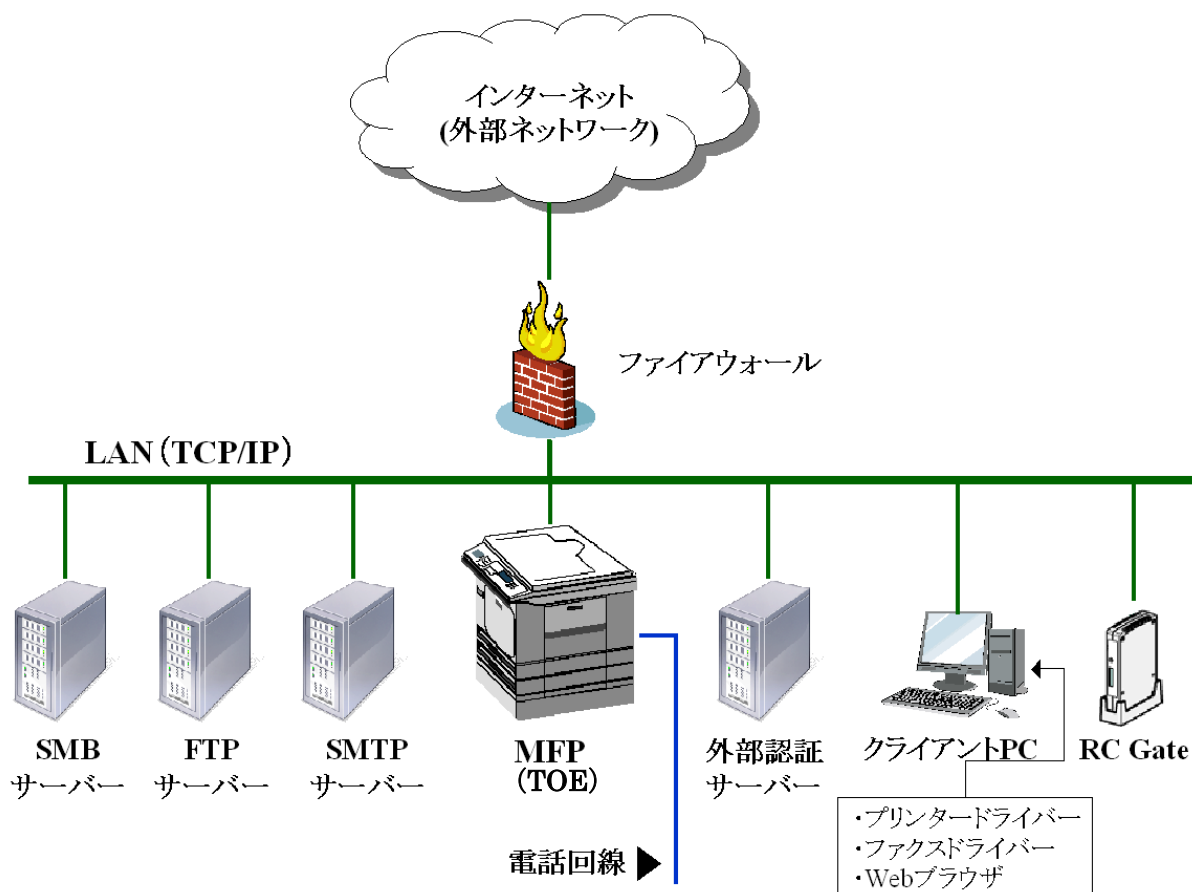 インターネット
(外部ネットワーク)
ファイアウォール
LAN（TCP/IP）
SMB
サーバー
FTP
サーバー
SMTP
サーバー
MFP
(TOE)
外部認証
サーバー
クライアントPC
RC Gate
・プリンタードライバー
・ファクスドライバー
・Webブラウザ
電話回線